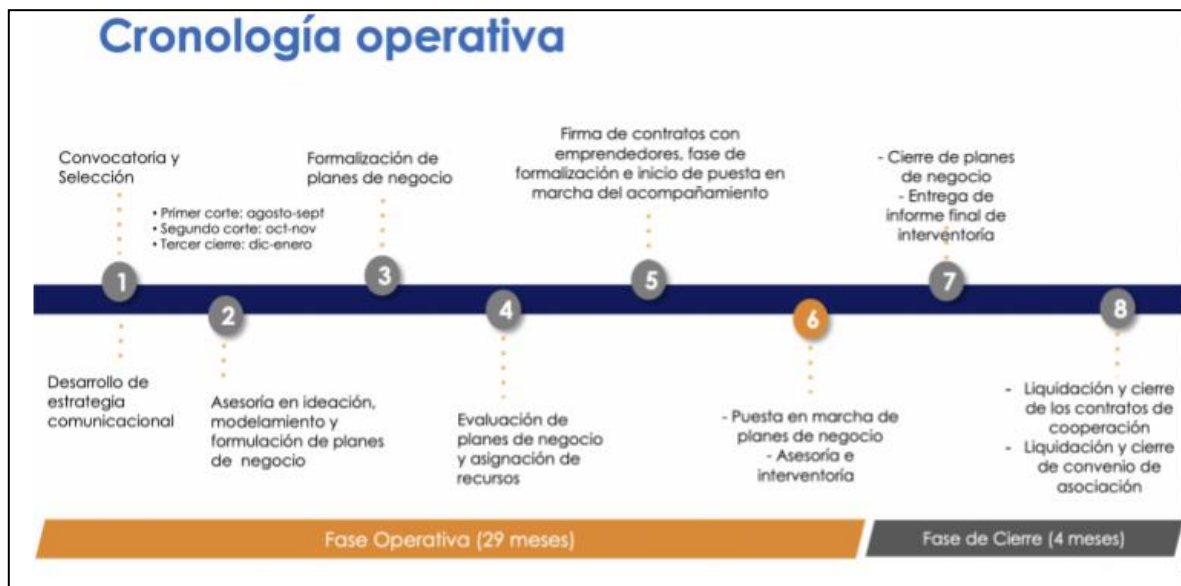 Cronología operativa
Convocatoria y
Selección
• Primer corte: agosto-sept
• Segundo corte: oct-nov
• Tercer cierre: dic-enero
Formalización de
planes de negocio
Firma de contratos con
emprendedores, fase de
formalización e inicio de puesta en
marcha del acompañamiento
- Cierre de planes
de negocio
- Entrega de
informe final de
interventoría
1
2
3
4
5
6
7
8
Desarrollo de
estrategia
comunicacional
Asesoría en ideación,
modelamiento y
formulación de planes
de negocio
Evaluación de
planes de negocio
y asignación de
recursos
- Puesta en marcha de
planes de negocio
- Asesoría e
interventoría
- Liquidación y cierre
de los contratos de
cooperación
- Liquidación y cierre
de convenio de
asociación
Fase Operativa (29 meses)
Fase de Cierre (4 meses)